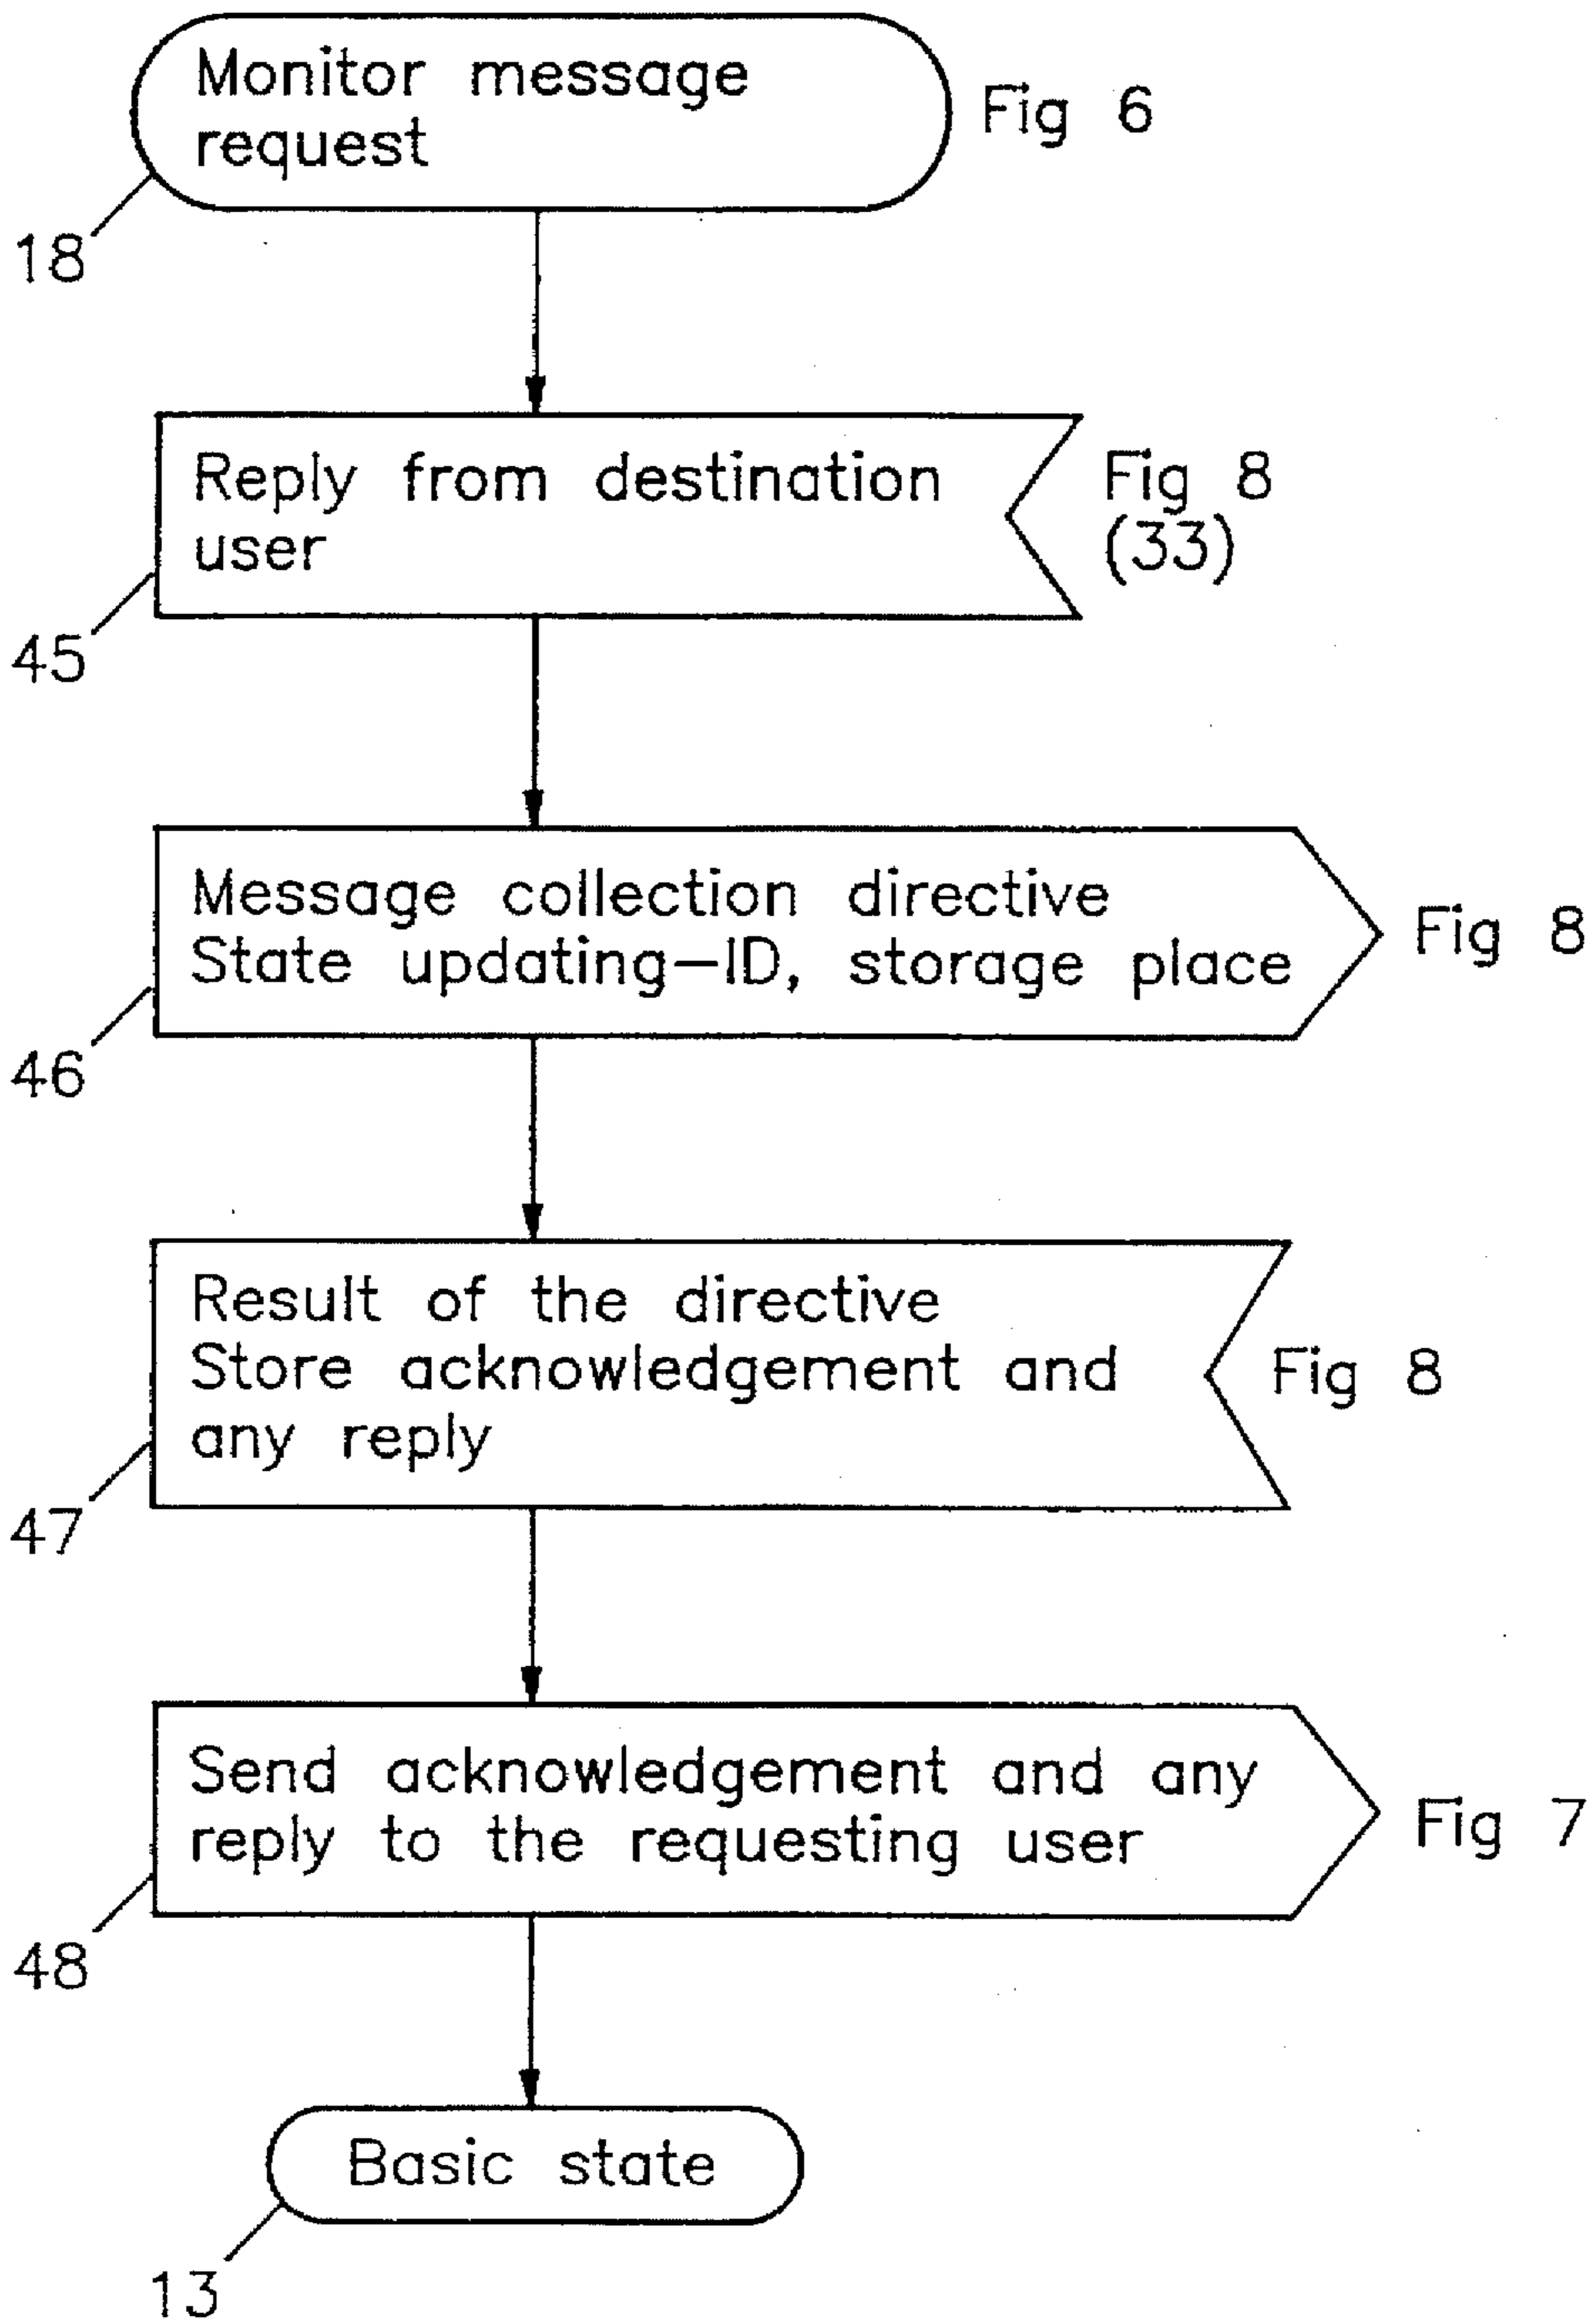 Monitor message
request
Fig 6
18
Reply from destination
user
Fig 8
(33)
45
Message collection directive
State updating-ID, storage place
Fig 8
46
Result of the directive
Store acknowledgement and
any reply
Fig 8
47
Send acknowledgement and any
reply to the requesting user
Fig 7
48
Basic state
13